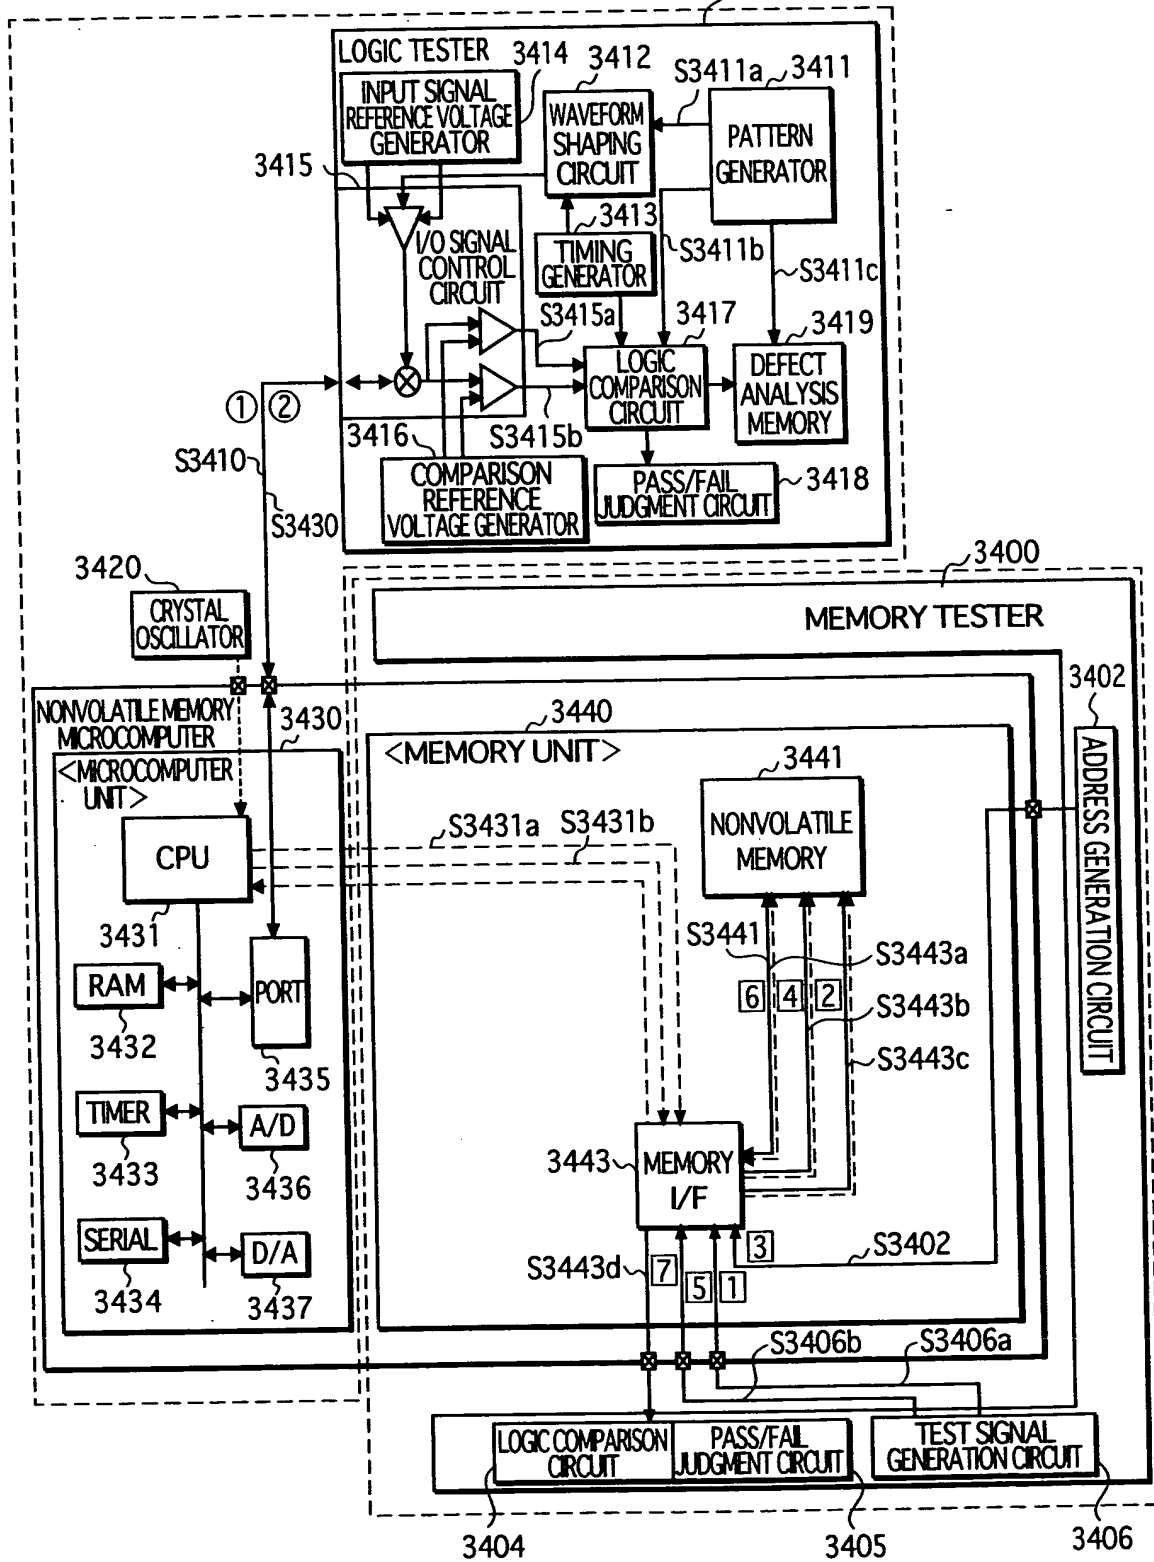 LOGIC TESTER
3414
3412
S3411a
3411
INPUT SIGNAL
REFERENCE VOLTAGE
GENERATOR
WAVEFORM
SHAPING
CIRCUIT
PATTERN
GENERATOR
3415
3413
I/O SIGNAL
CONTROL
CIRCUIT
TIMING
GENERATOR
S3411b
S3411c
S3415a
3417
3419
LOGIC
COMPARISON
CIRCUIT
DEFECT
ANALYSIS
MEMORY
① ②
S3410
S3430
3416
S3415b
COMPARISON
REFERENCE
VOLTAGE GENERATOR
PASS/FAIL
JUDGMENT CIRCUIT
3418
3420
CRYSTAL
OSCILLATOR
3400
MEMORY TESTER
3402
ADDRESS GENERATION CIRCUIT
NONVOLATILE MEMORY
MICROCOMPUTER
3430
<MICROCOMPUTER
UNIT>
3440
<MEMORY UNIT>
3441
NONVOLATILE
MEMORY
CPU
3431
S3431a
S3431b
S3441
S3443a
6
4
2
S3443b
S3443c
RAM
3432
PORT
3435
TIMER
3433
A/D
3436
SERIAL
3434
D/A
3437
3443
MEMORY
I/F
3
S3402
S3443d
7
5
1
S3406b
S3406a
LOGIC COMPARISON
CIRCUIT
PASS/FAIL
JUDGMENT CIRCUIT
TEST SIGNAL
GENERATION CIRCUIT
3404
3405
3406